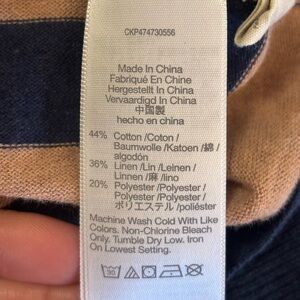 CKP474730556
Made In China
Fabriqué En Chine
Hergestellt In China
Vervaardigd In China
中国製
hecho en china
44% Cotton /Coton /
Baumwolle /Katoen /綿 /
algodón
36% Linen /Lin /Leinen /
Linnen /麻 /lino
20% Polyester /Polyester /
Polyester /Polyester /
ポリエステル /poliéster
Machine Wash Cold With Like
Colors. Non-Chlorine Bleach
Only. Tumble Dry Low. Iron
On Lowest Setting.